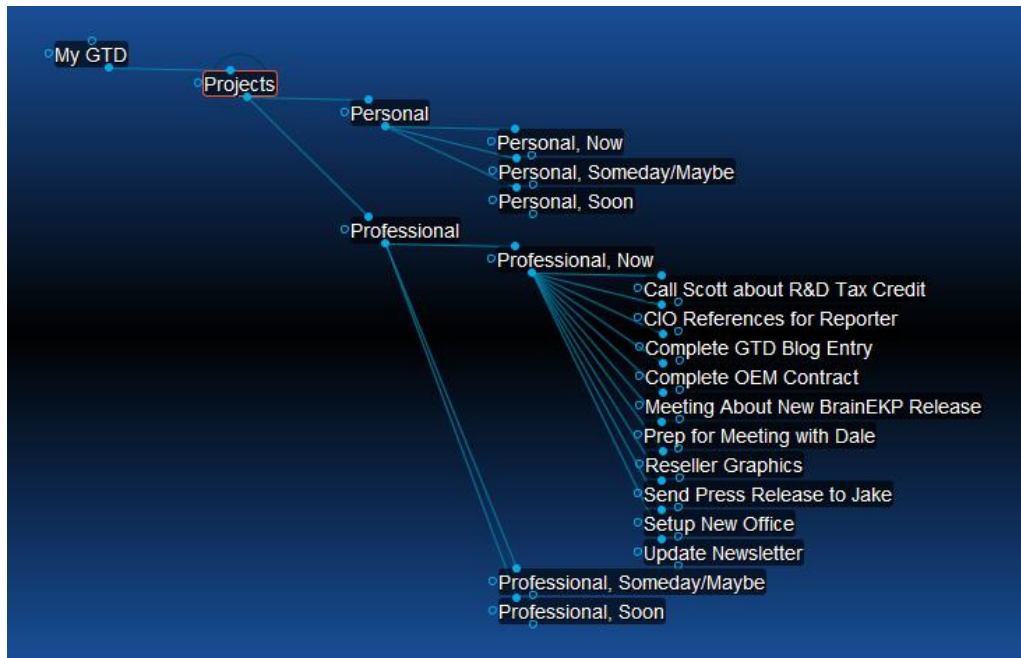 My GTD
Projects
Personal
Personal, Now
Personal, Someday/Maybe
Personal, Soon
Professional
Professional, Now
Call Scott about R&D Tax Credit
CIO References for Reporter
Complete GTD Blog Entry
Complete OEM Contract
Meeting About New BrainEKP Release
Prep for Meeting with Dale
Reseller Graphics
Send Press Release to Jake
Setup New Office
Update Newsletter
Professional, Someday/Maybe
Professional, Soon